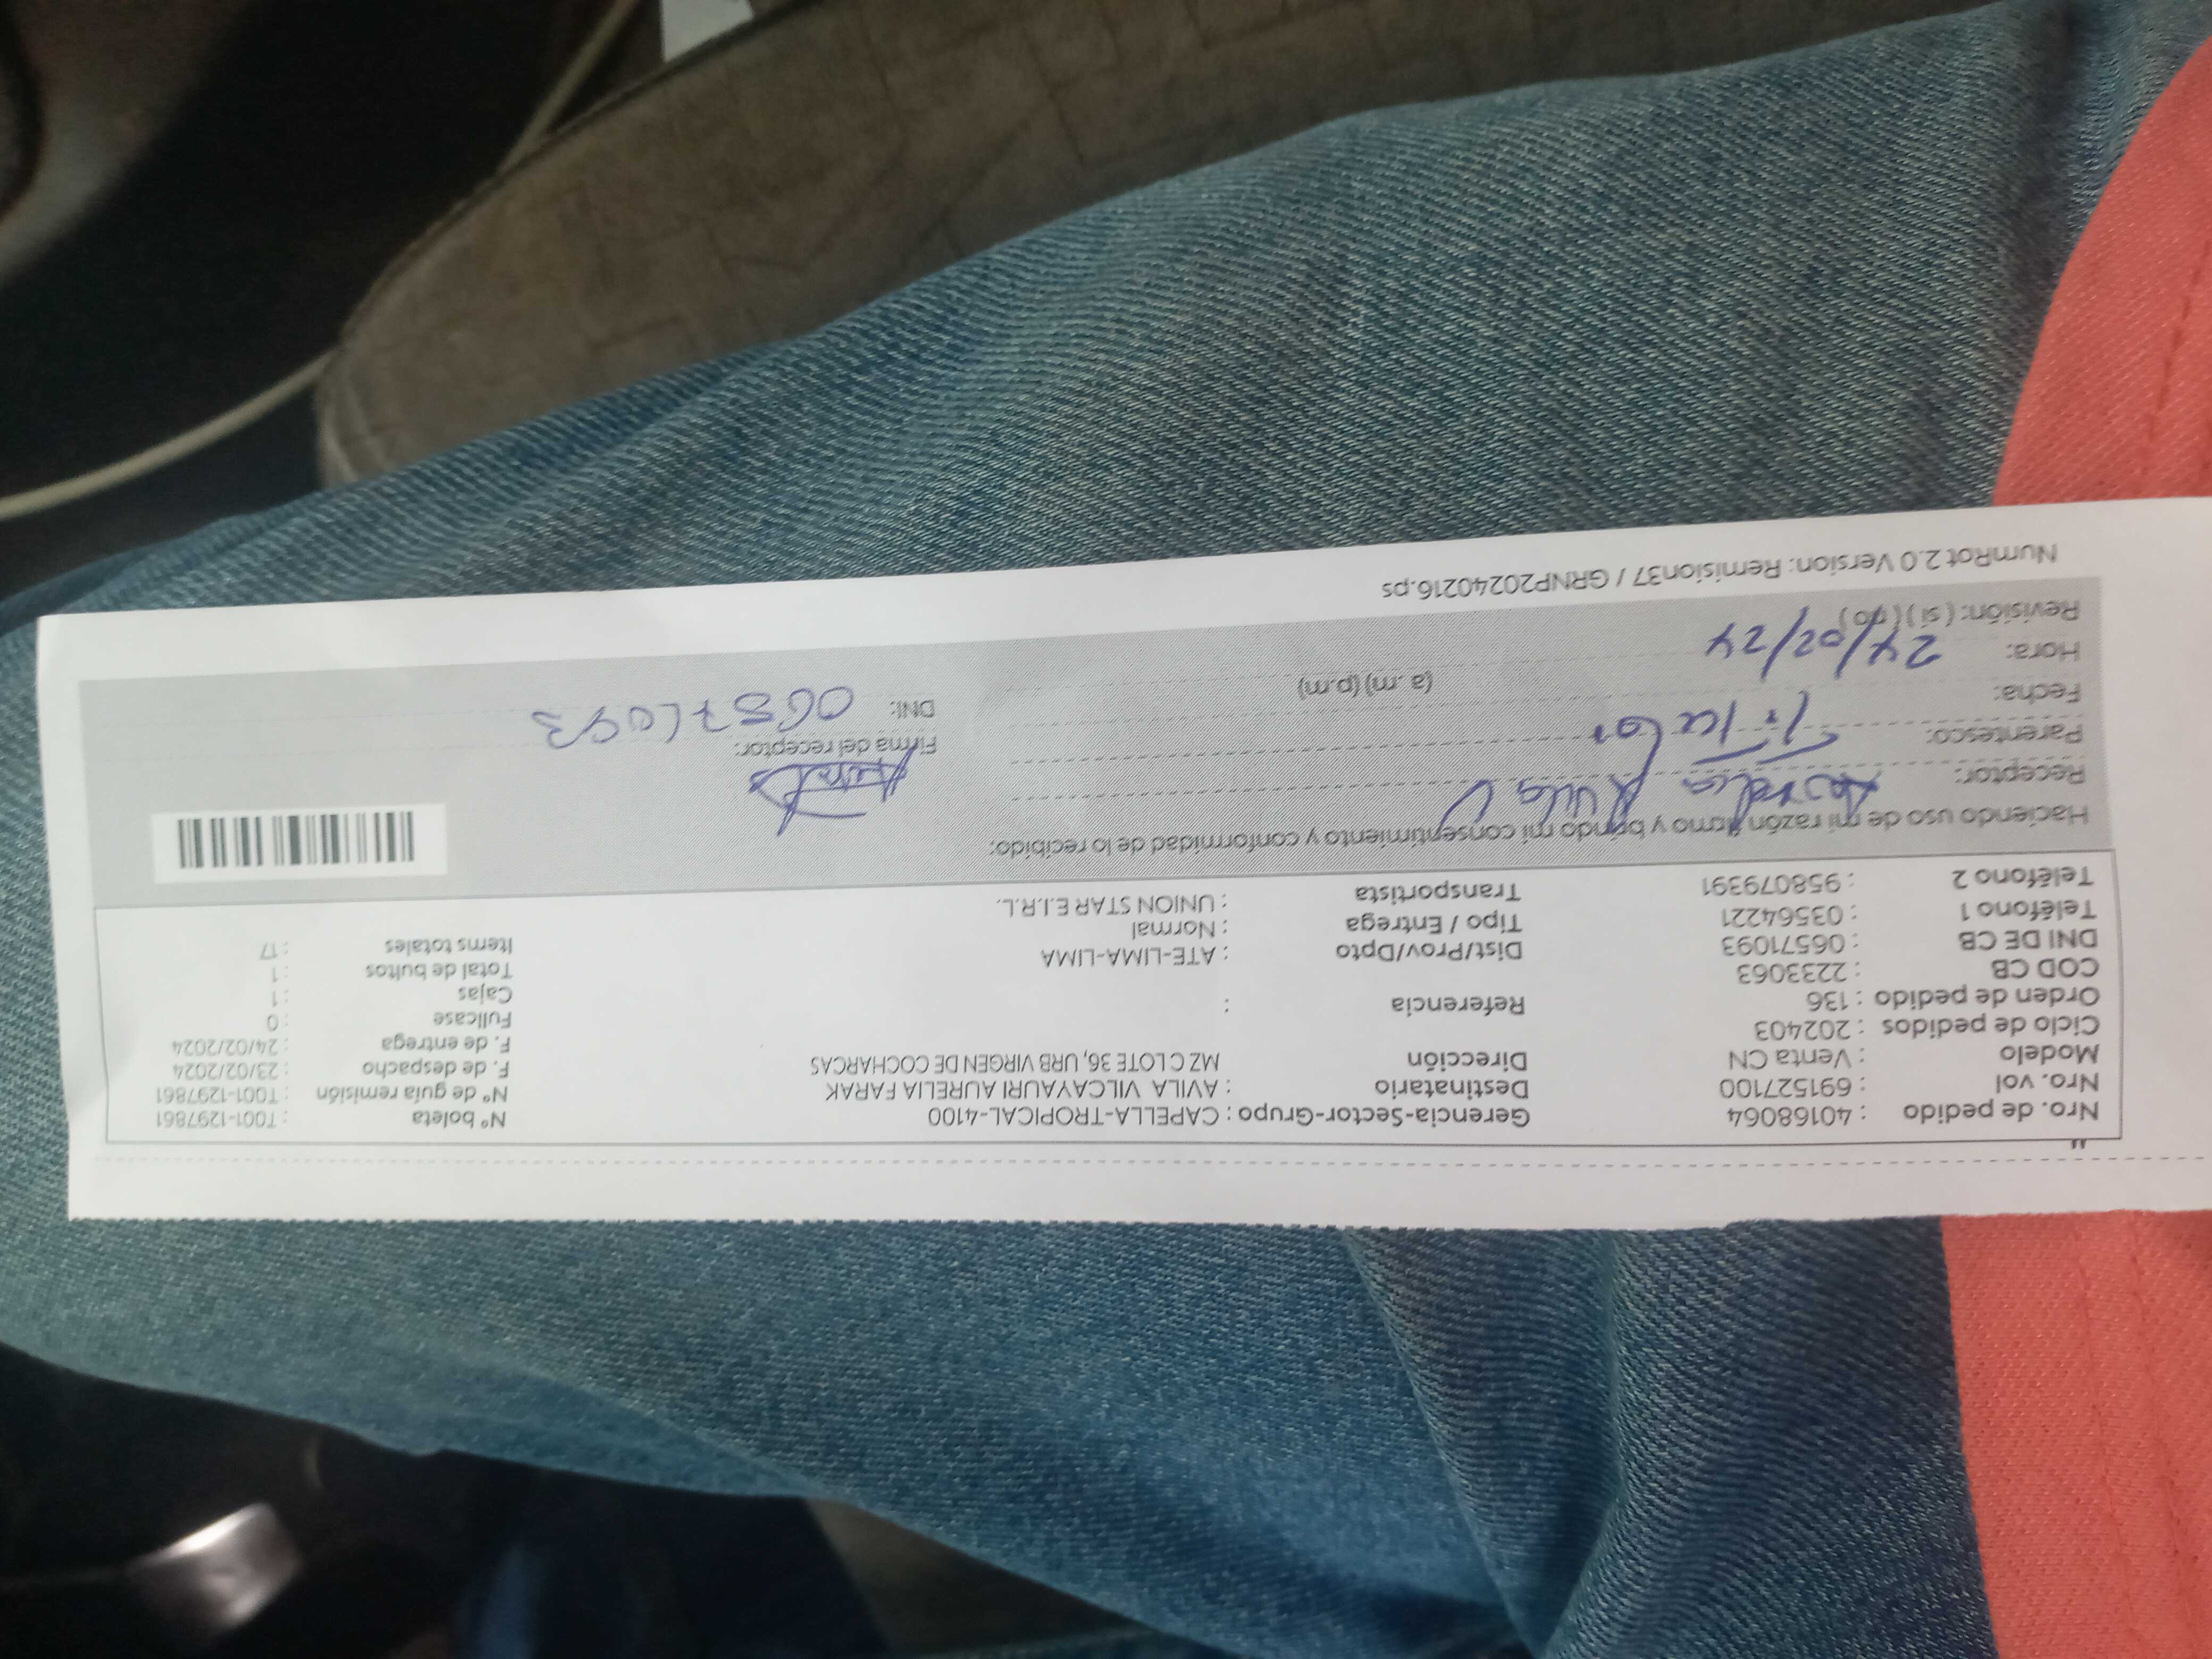 Nro. de pedido : 40168064 Gerencia-Sector-Grupo : CAPELLA-TROPICAL-4100 Nº boleta : T001-1297861
Nro. vol : 691527100 Destinatario : AVILA VILCAYAURI AURELIA FARAK Nº de guía remisión : T001-1297861
Modelo : Venta CN Dirección MZ C LOTE 36, URB VIRGEN DE COCHARCAS F. de despacho : 23/02/2024
Ciclo de pedidos : 202403 F. de entrega : 24/02/2024
Orden de pedido : 136 Referencia : Fullcase : 0
COD CB : 2233063 Cajas : 1
DNI DE CB : 06571093 Dist/Prov/Dpto : ATE-LIMA-LIMA Total de bultos : 1
Teléfono 1 : 03564221 Tipo / Entrega : Normal Items totales : 17
Teléfono 2 : 958079391 Transportista : UNION STAR E.I.R.L.
Haciendo uso de mi razón firmo y brindo mi consentimiento y conformidad de lo recibido:
Receptor: Aurelia Avila V
Parentesco: Titular Firma del receptor:
Fecha: DNI: 06571093
Hora: 24/02/24 (a .m) (p.m)
Revisión: ( si ) ( no )
NumRot 2.0 Version: Remision37 / GRNP20240216.ps